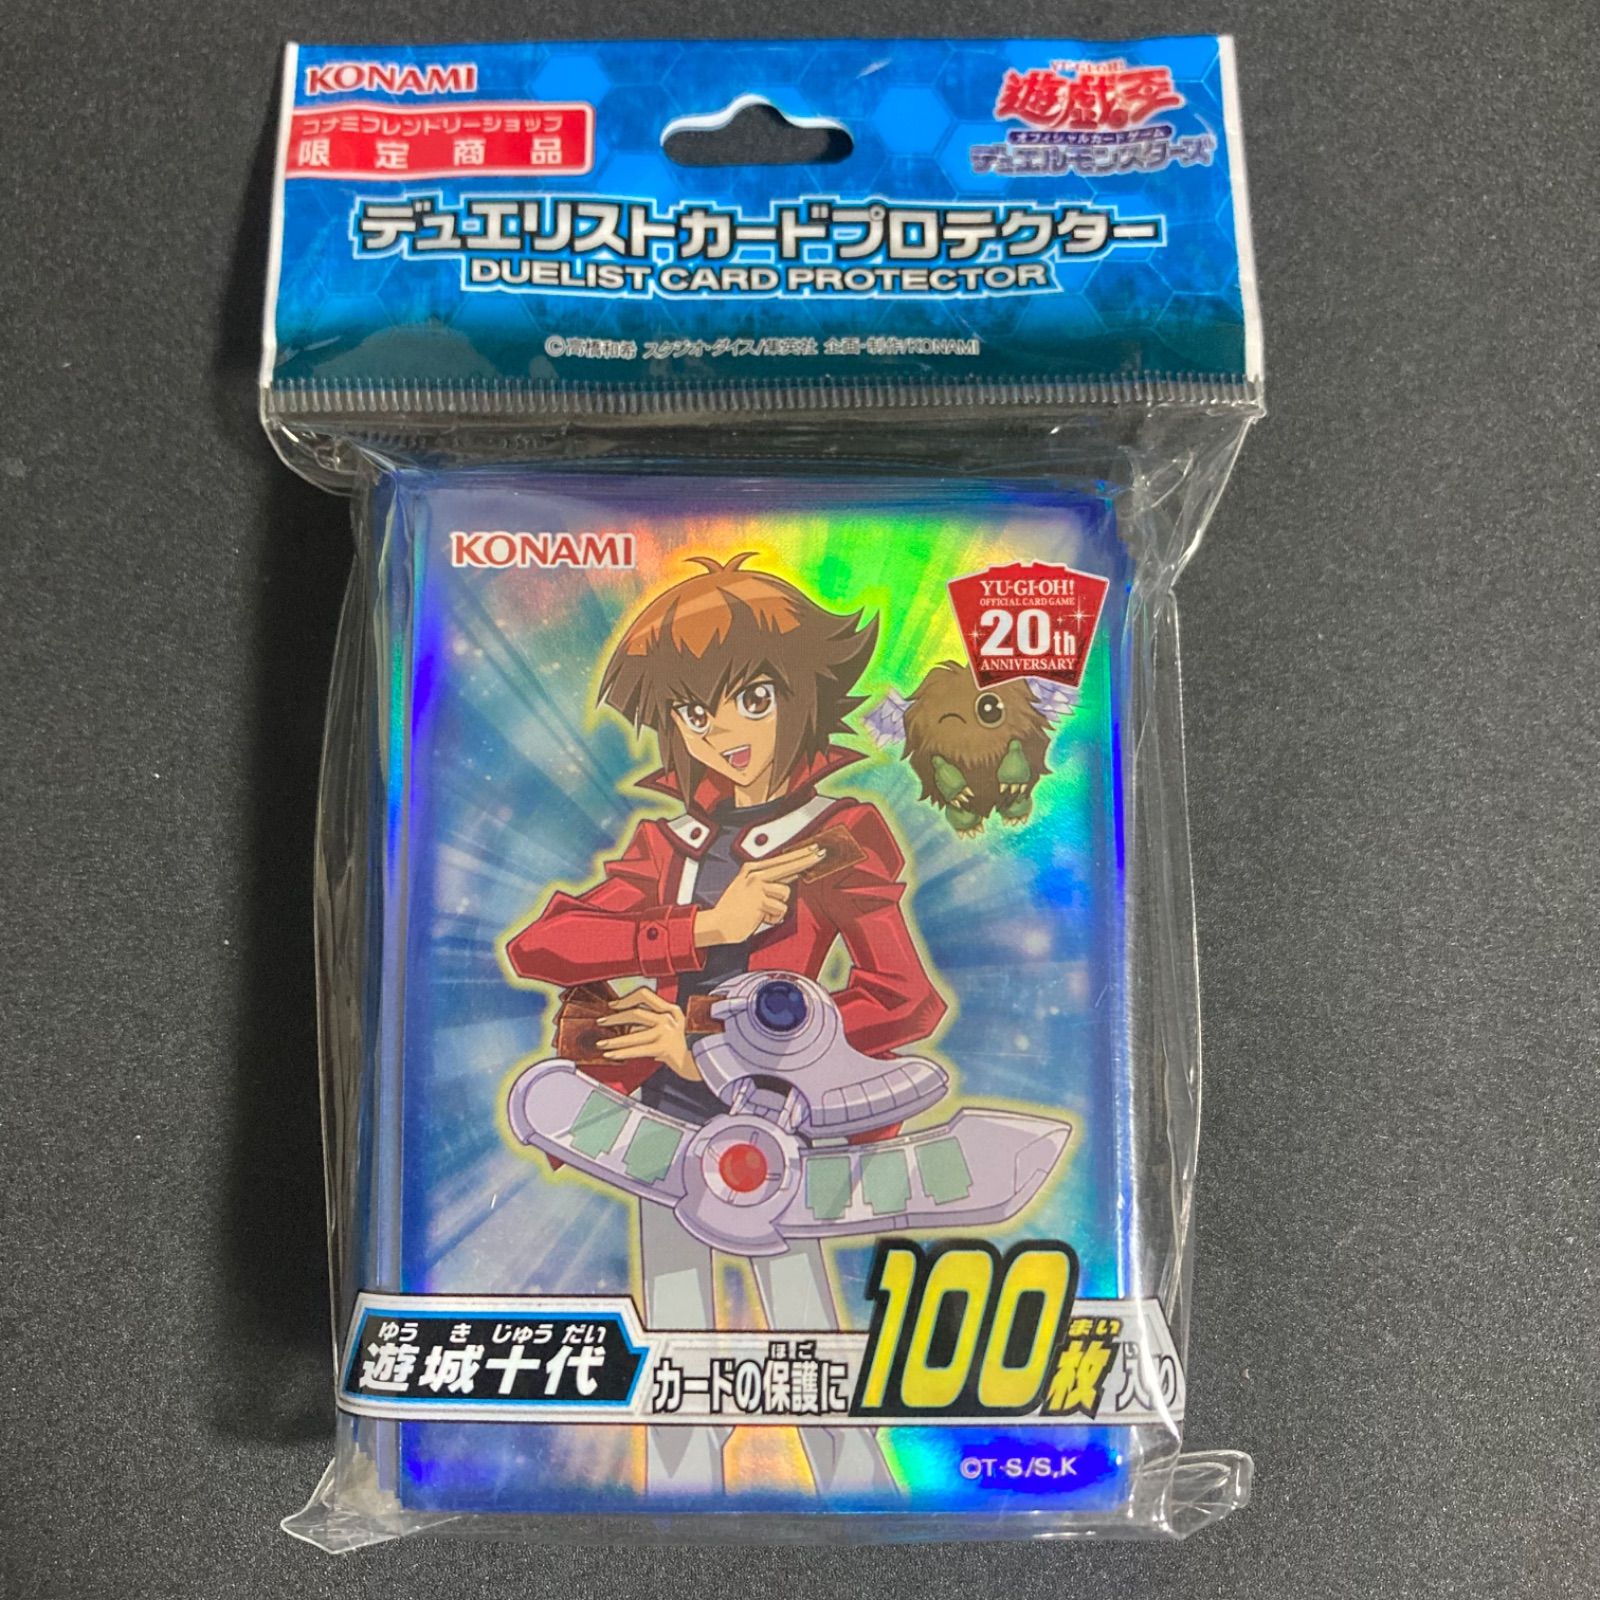 KONAMI
コナミフレンドリーショップ
限定商品
YU-GI-OH!
遊戯王
オフィシャルカードゲーム
デュエルモンスターズ
デュエリストカードプロテクター
DUELIST CARD PROTECTOR
©高橋和希 スタジオ・ダイス/集英社 企画・制作/KONAMI
KONAMI
YU-GI-OH!
OFFICIAL CARD GAME
20th
ANNIVERSARY
ゆうきじゅうだい
遊城十代
ほご
まい
カードの保護に100枚入り
©T・S/S,K